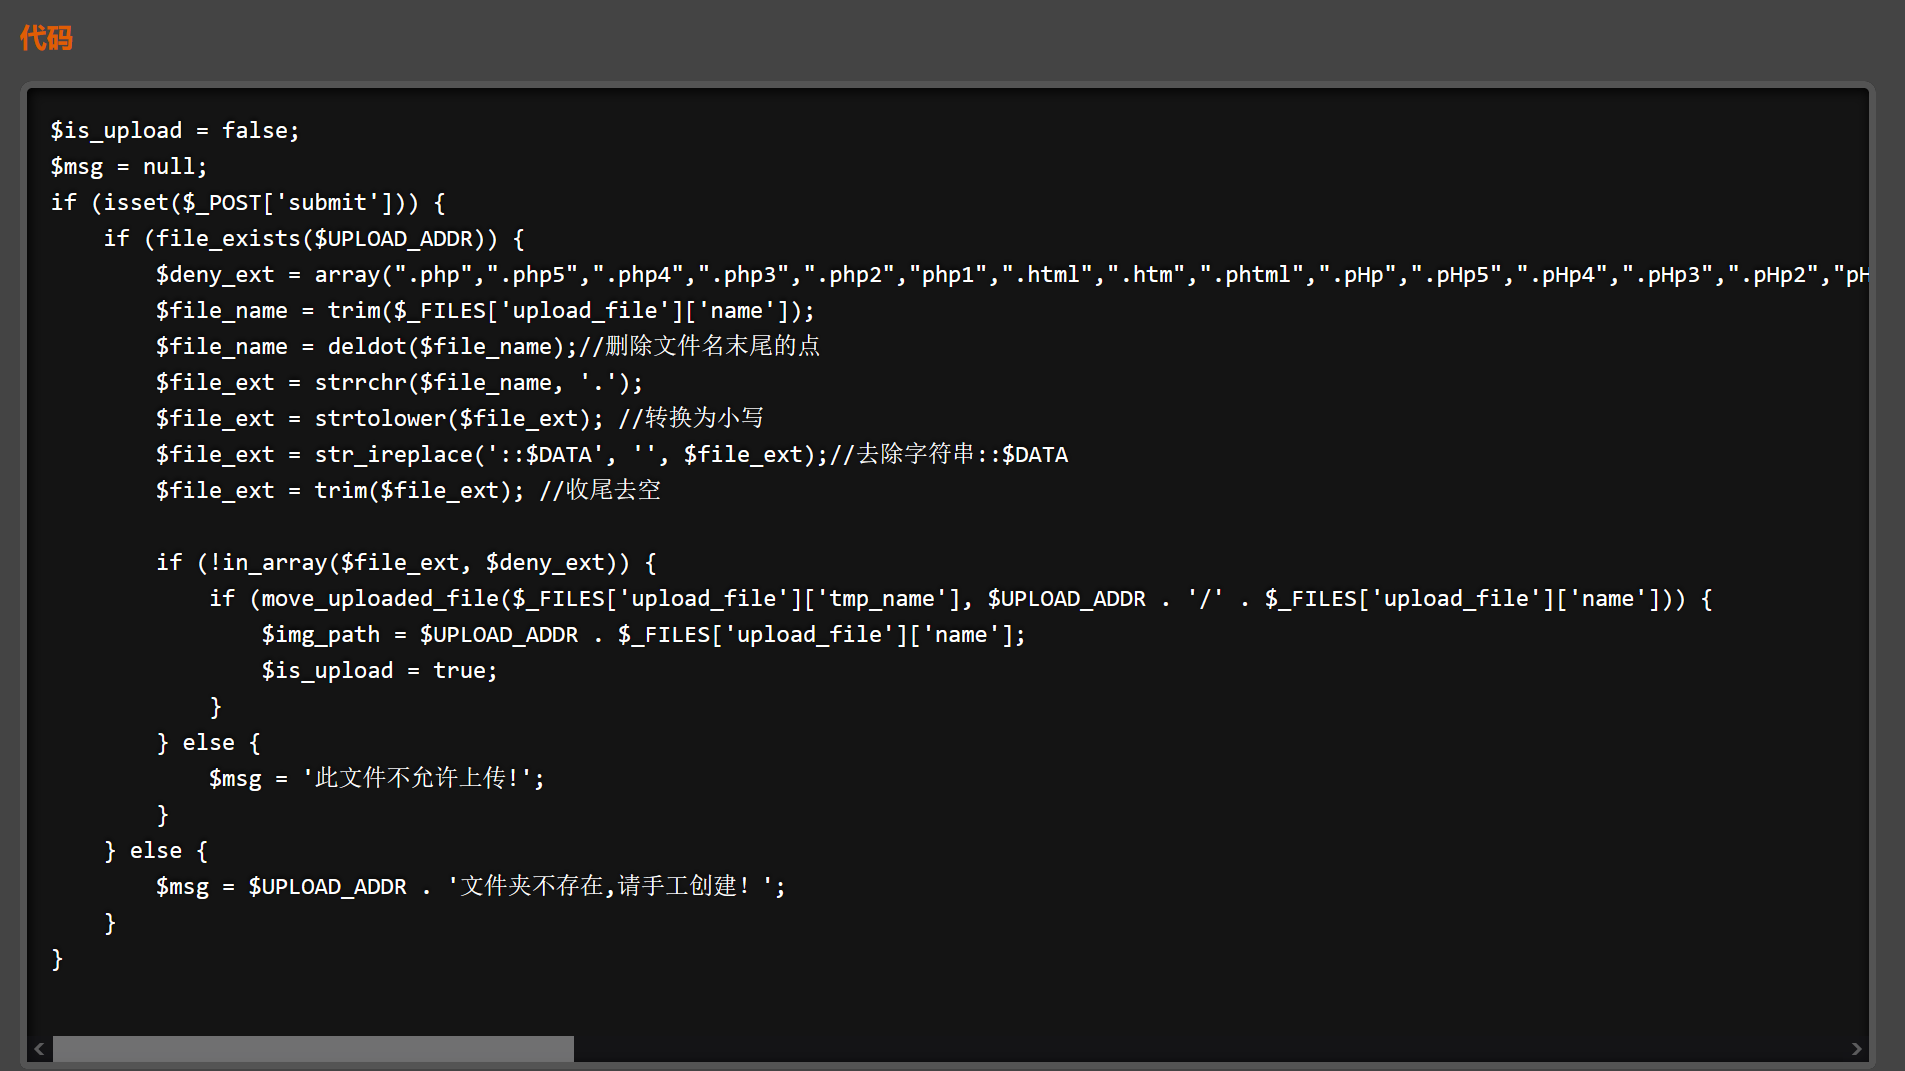 代码
$is_upload = false;
$msg = null;
if (isset($_POST['submit'])) {
    if (file_exists($UPLOAD_ADDR)) {
        $deny_ext = array(".php",".php5",".php4",".php3",".php2","php1",".html",".htm",".phtml",".pHp",".pHp5",".pHp4",".pHp3",".pHp2","pH
        $file_name = trim($_FILES['upload_file']['name']);
        $file_name = deldot($file_name);//删除文件名末尾的点
        $file_ext = strrchr($file_name, '.');
        $file_ext = strtolower($file_ext); //转换为小写
        $file_ext = str_ireplace('::$DATA', '', $file_ext);//去除字符串::$DATA
        $file_ext = trim($file_ext); //收尾去空
        if (!in_array($file_ext, $deny_ext)) {
            if (move_uploaded_file($_FILES['upload_file']['tmp_name'], $UPLOAD_ADDR . '/' . $_FILES['upload_file']['name'])) {
                $img_path = $UPLOAD_ADDR . $_FILES['upload_file']['name'];
                $is_upload = true;
            }
        } else {
            $msg = '此文件不允许上传!';
        }
    } else {
        $msg = $UPLOAD_ADDR . '文件夹不存在,请手工创建！';
    }
}